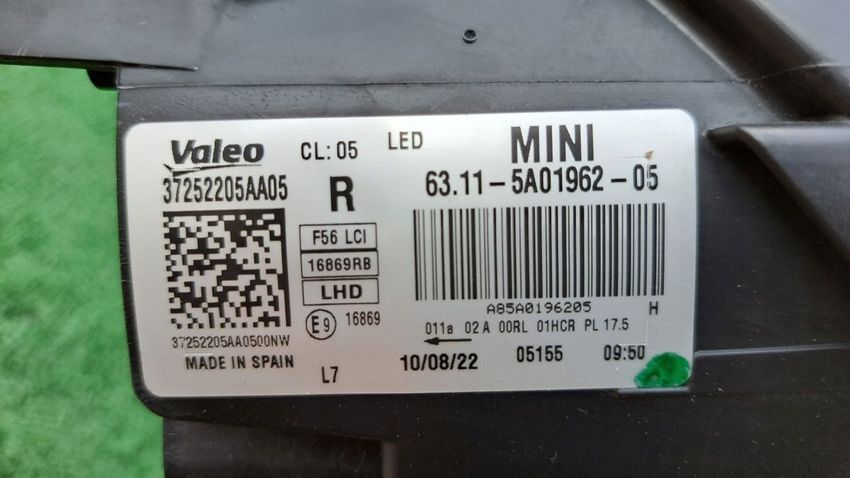 Valeo CL: 05 LED MINI
37252205AA05 R 63.11-5A01962-05
F56 LCI
16869RB
LHD
A85A0196205 H
E9 16869
011a 02 A 00RL 01HCR PL 17.5
37252205AA0500NW
MADE IN SPAIN L7 10/08/22 05155 09:50